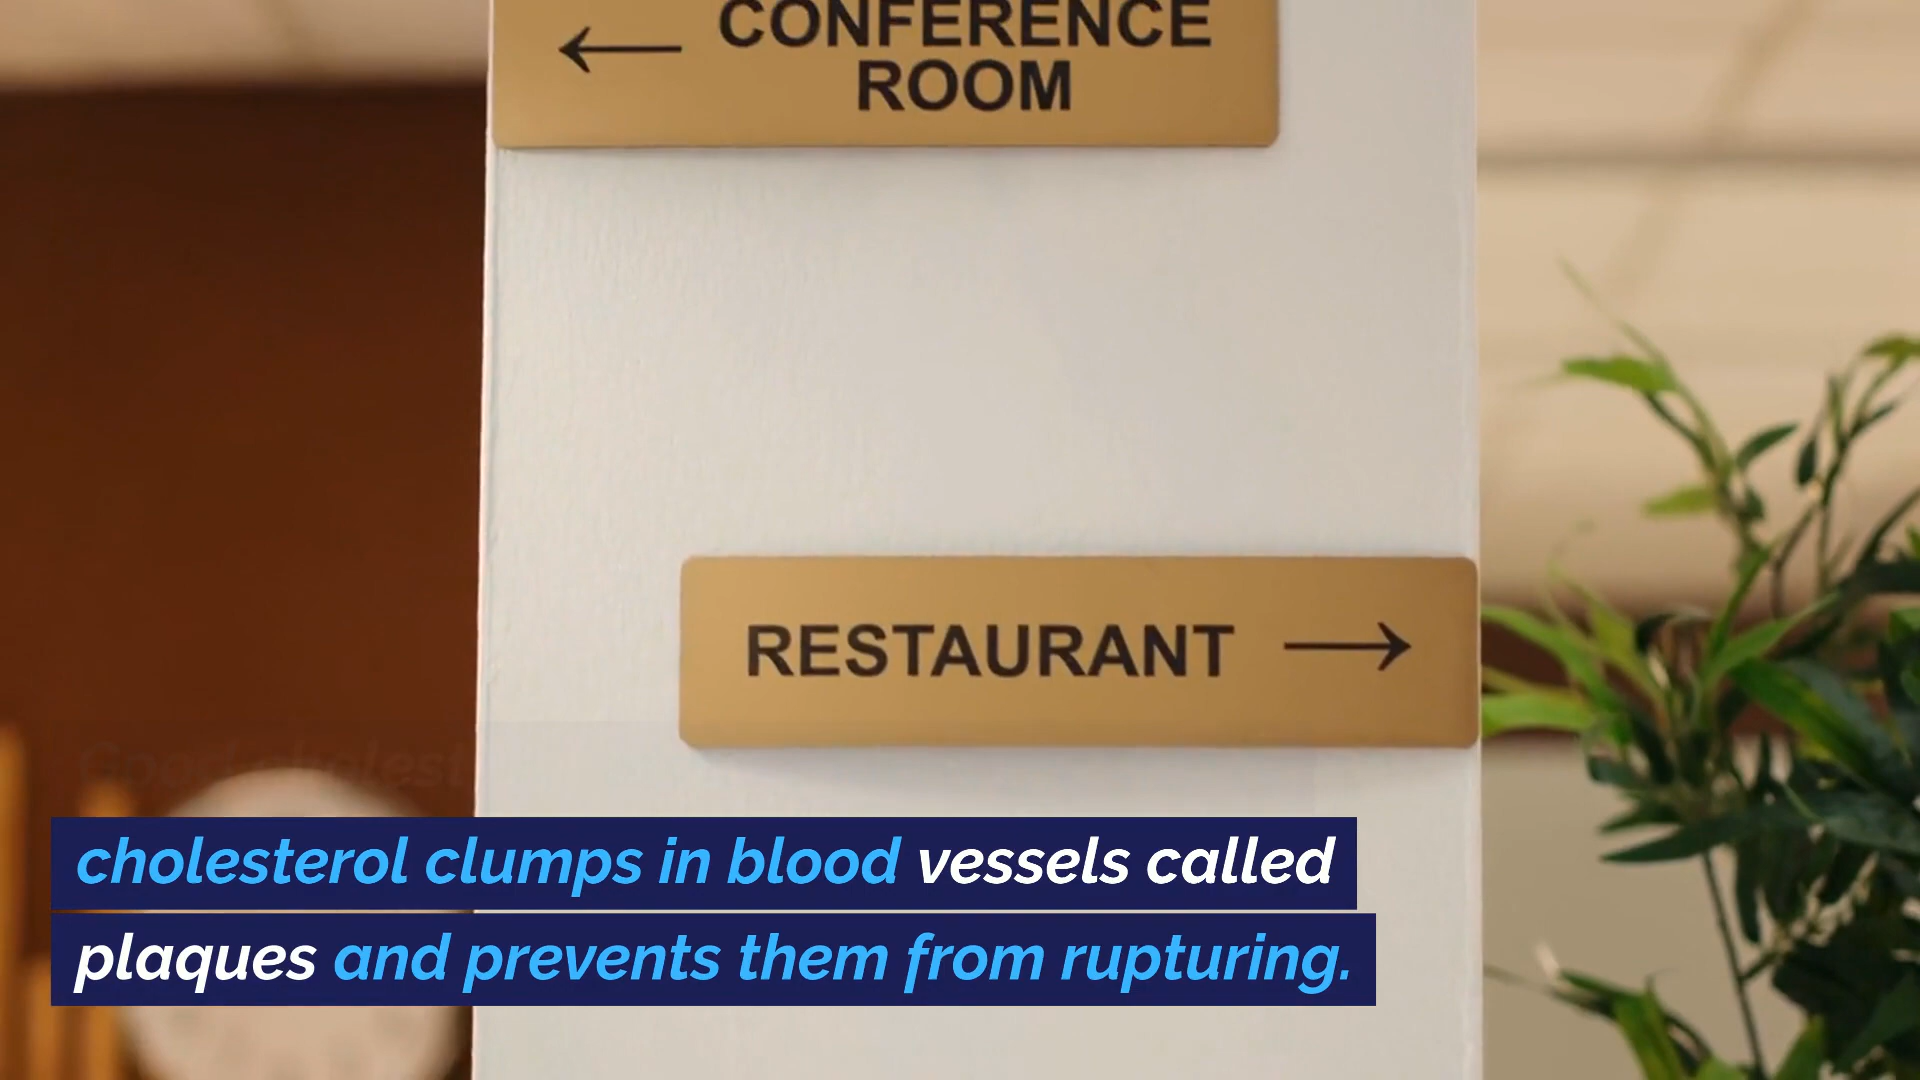 ← CONFERENCE
ROOM
RESTAURANT →
cholesterol clumps in blood vessels called
plaques and prevents them from rupturing.